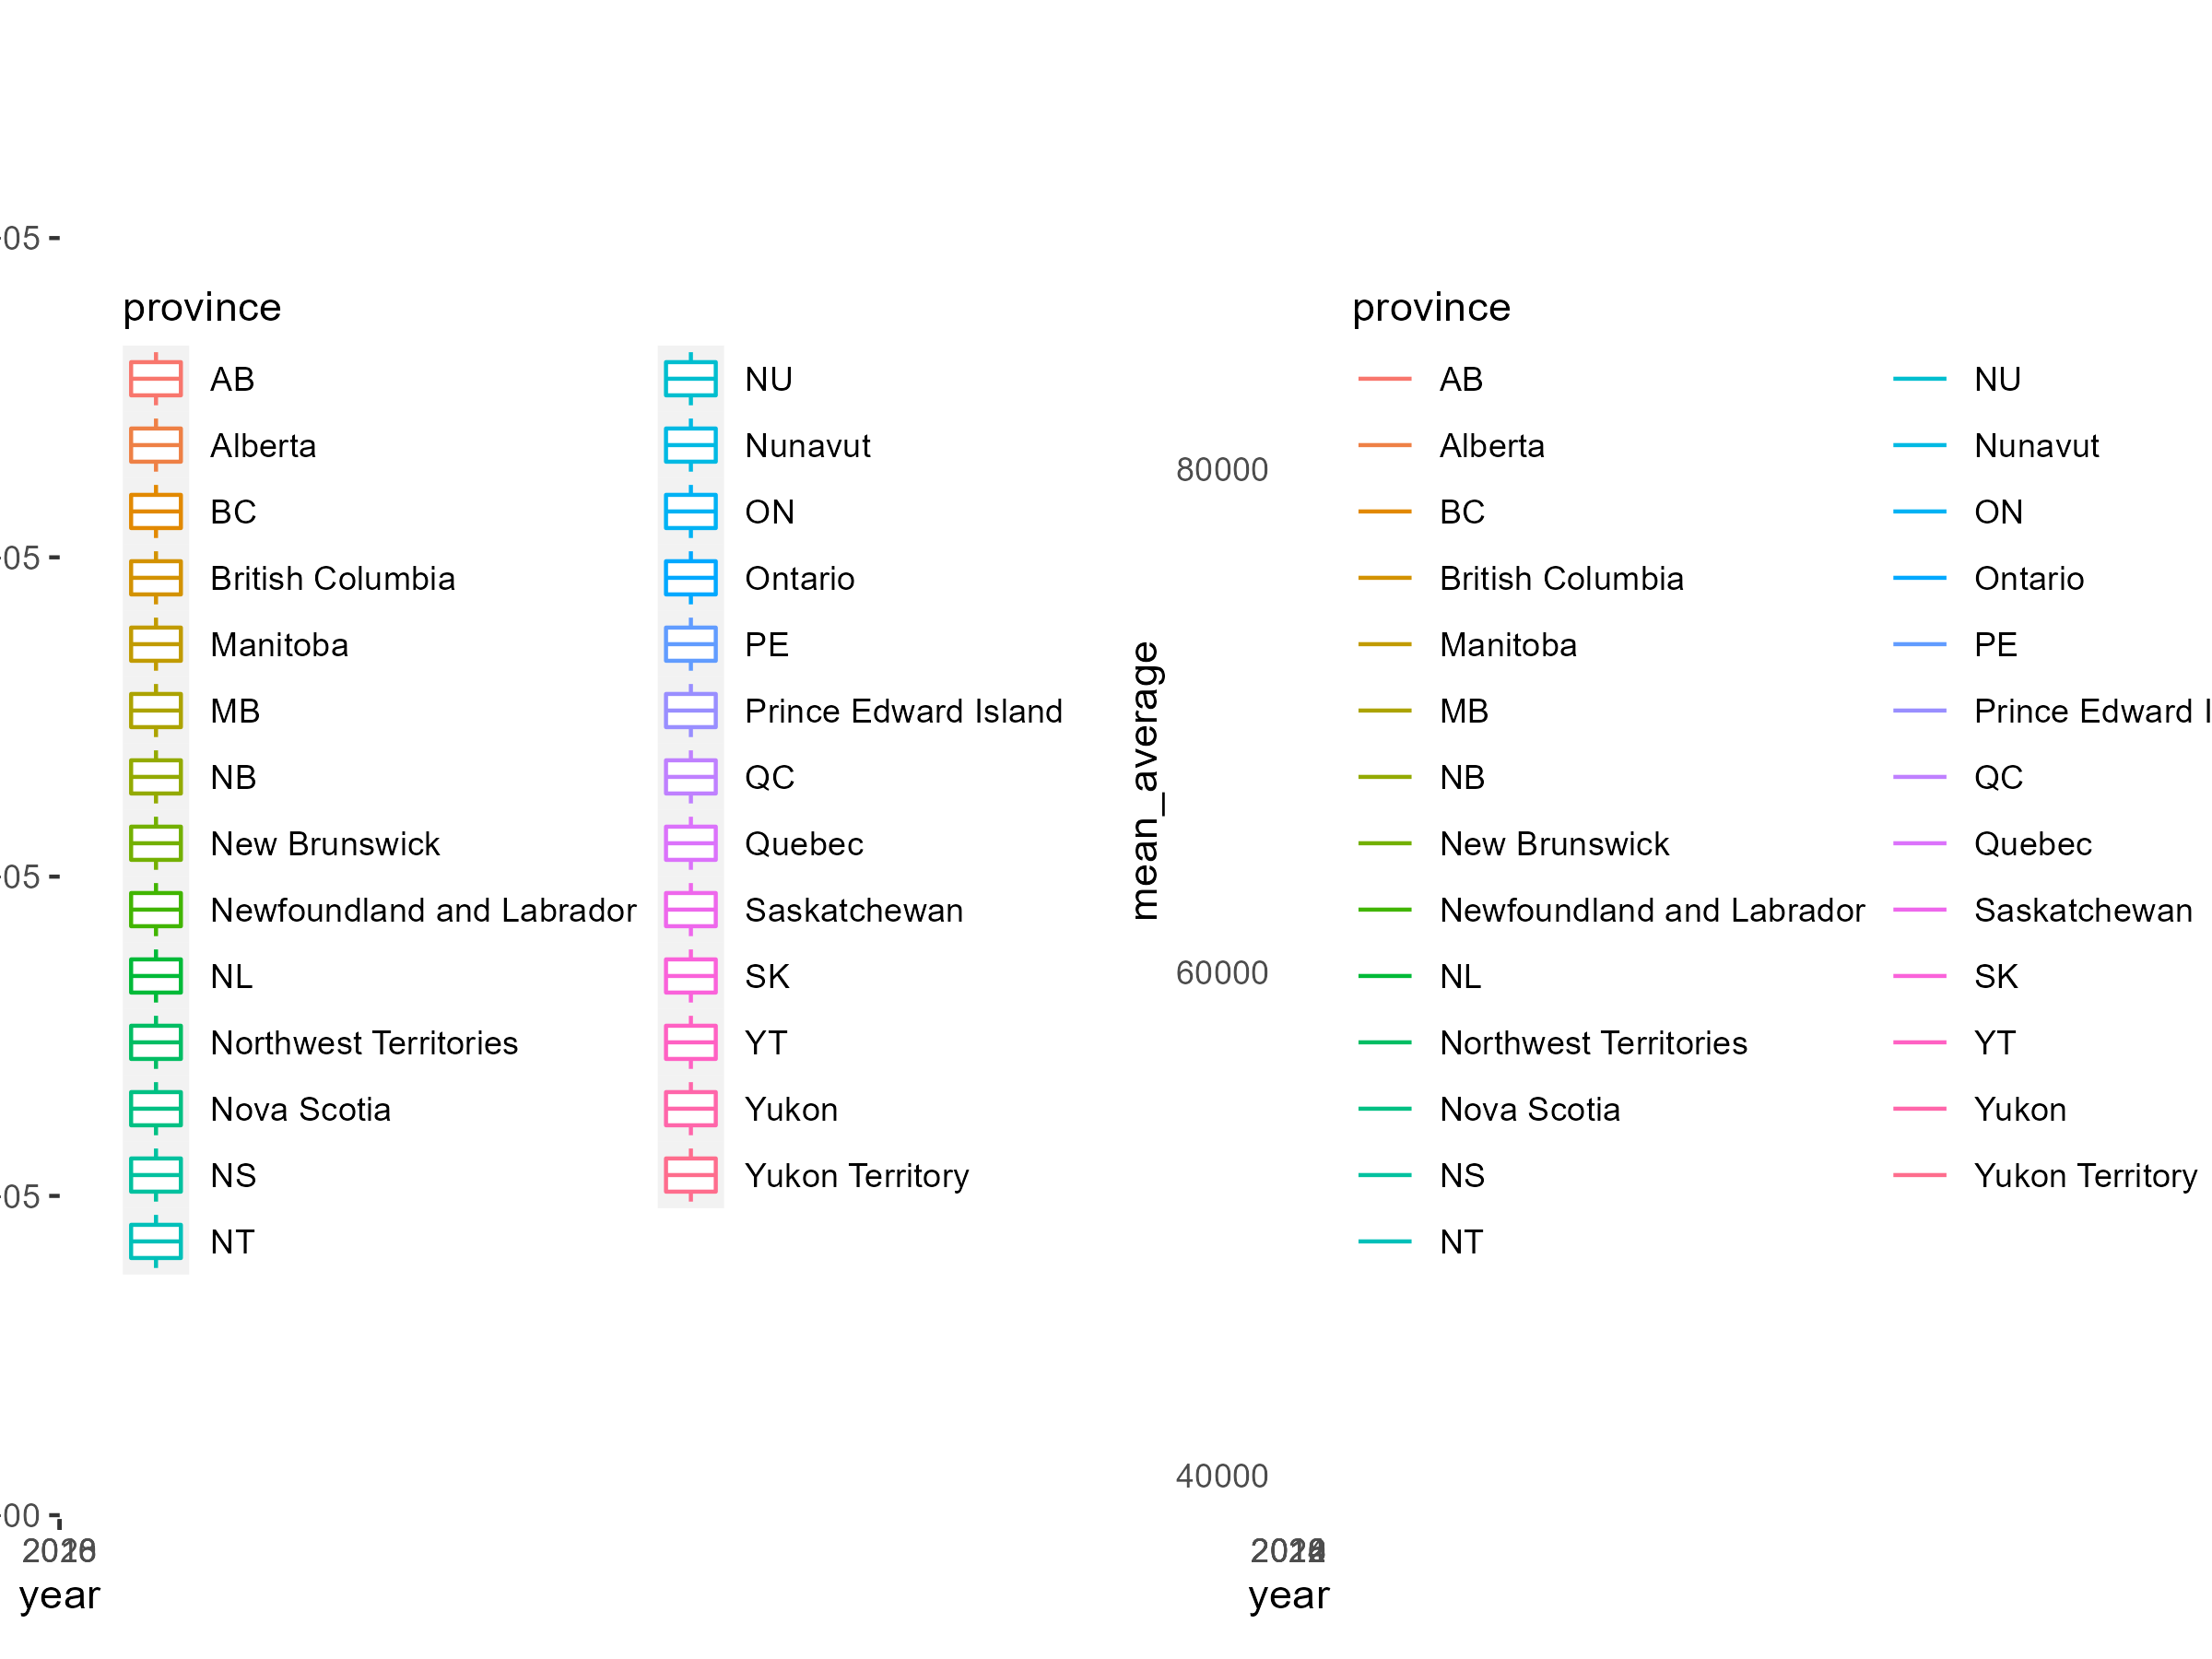 05
province
AB
Alberta
BC
British Columbia
Manitoba
MB
NB
New Brunswick
Newfoundland and Labrador
NL
Northwest Territories
Nova Scotia
NS
NT
NU
Nunavut
ON
Ontario
PE
Prince Edward Island
QC
Quebec
Saskatchewan
SK
YT
Yukon
Yukon Territory
05
05
05
00
year
mean_average
80000
60000
40000
year
province
AB
Alberta
BC
British Columbia
Manitoba
MB
NB
New Brunswick
Newfoundland and Labrador
NL
Northwest Territories
Nova Scotia
NS
NT
NU
Nunavut
ON
Ontario
PE
Prince Edward I
QC
Quebec
Saskatchewan
SK
YT
Yukon
Yukon Territory